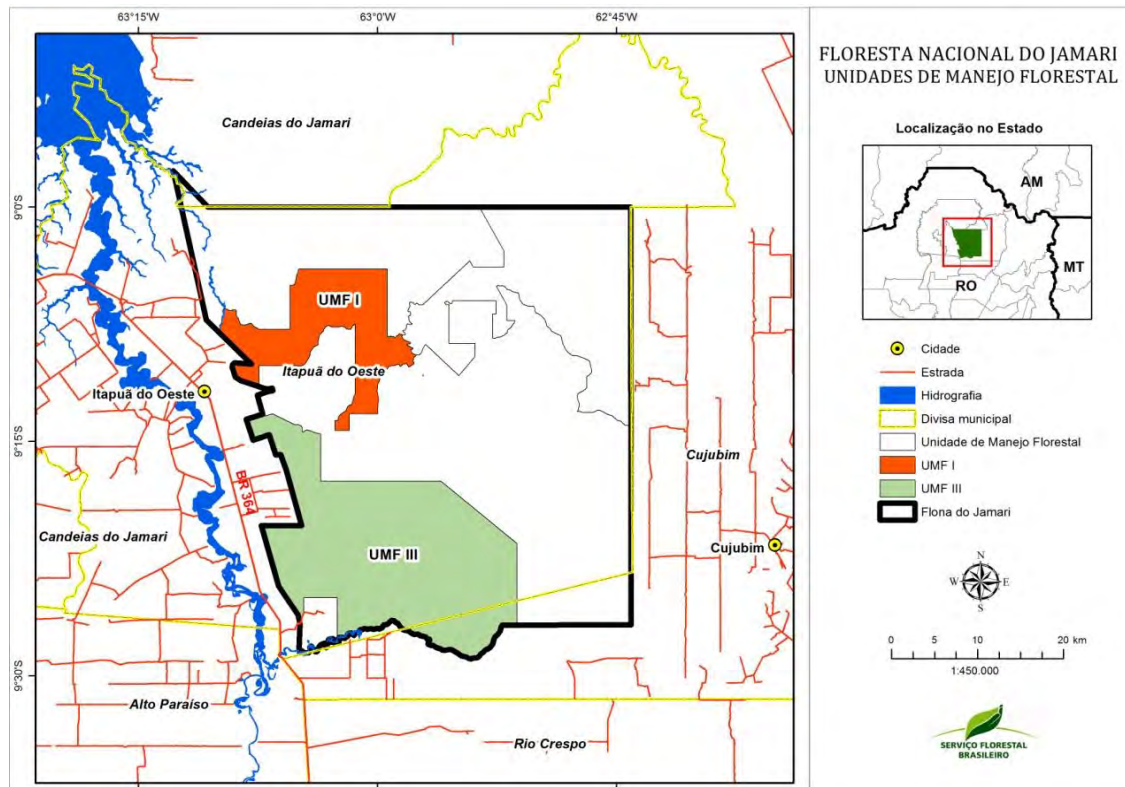 63°15'W
63°0'W
62°45'W
9°0'S
9°15'S
9°30'S
Candeias do Jamari
UMF I
Itapuã do Oeste
Itapuã do Oeste
BR 364
Cujubim
Candeias do Jamari
UMF III
Cujubim
Alto Paraíso
Rio Crespo
FLORESTA NACIONAL DO JAMARI
UNIDADES DE MANEJO FLORESTAL
Localização no Estado
AM
MT
RO
Cidade
Estrada
Hidrografia
Divisa municipal
Unidade de Manejo Florestal
UMF I
UMF III
Flona do Jamari
N
W E
S
0 5 10 20 km
1:450.000
SERVIÇO FLORESTAL
BRASILEIRO